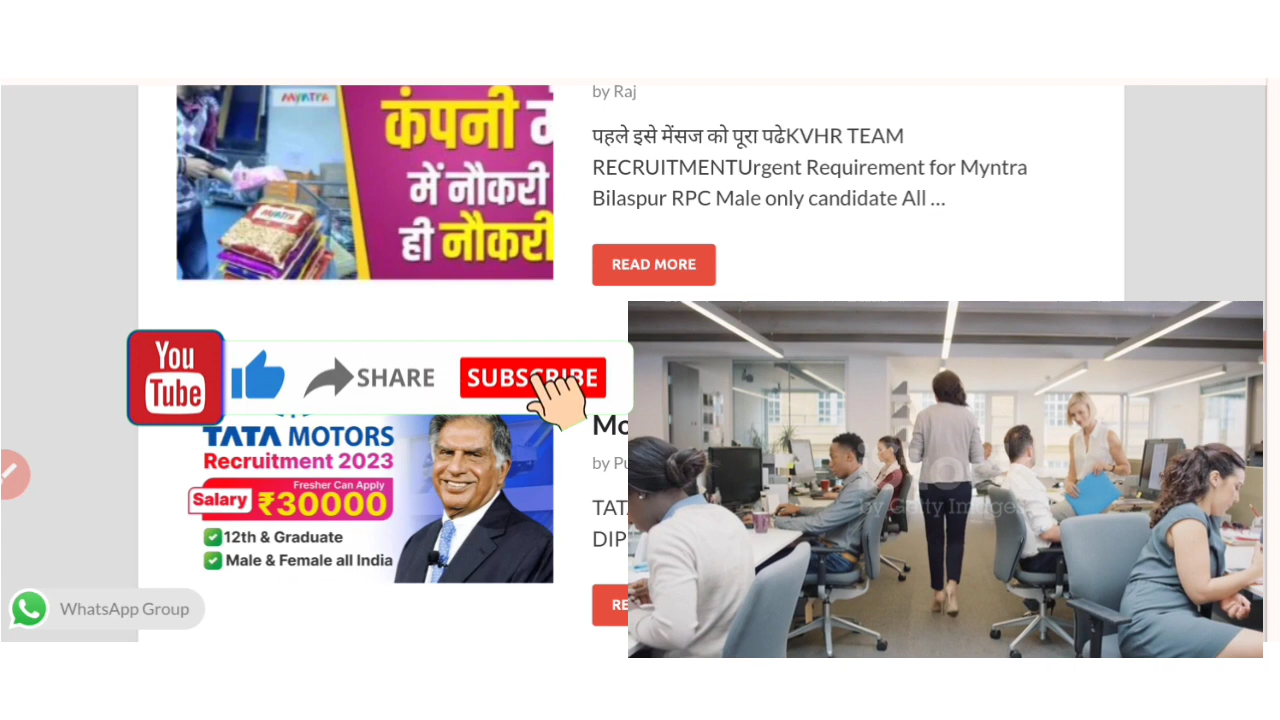 MYNTRA
कंपनी में
में नौकरी
ही नौकरी
MYNTRA
by Raj
पहले इसे मेंसज को पूरा पढेKVHR TEAM
RECRUITMENTUrgent Requirement for Myntra
Bilaspur RPC Male only candidate All ...
READ MORE
You
Tube
SHARE
SUBSCRIBE
TATA MOTORS
Recruitment 2023
Fresher Can Apply
Salary ₹30000
12th & Graduate
Male & Female all India
by
by Getty Images
WhatsApp Group